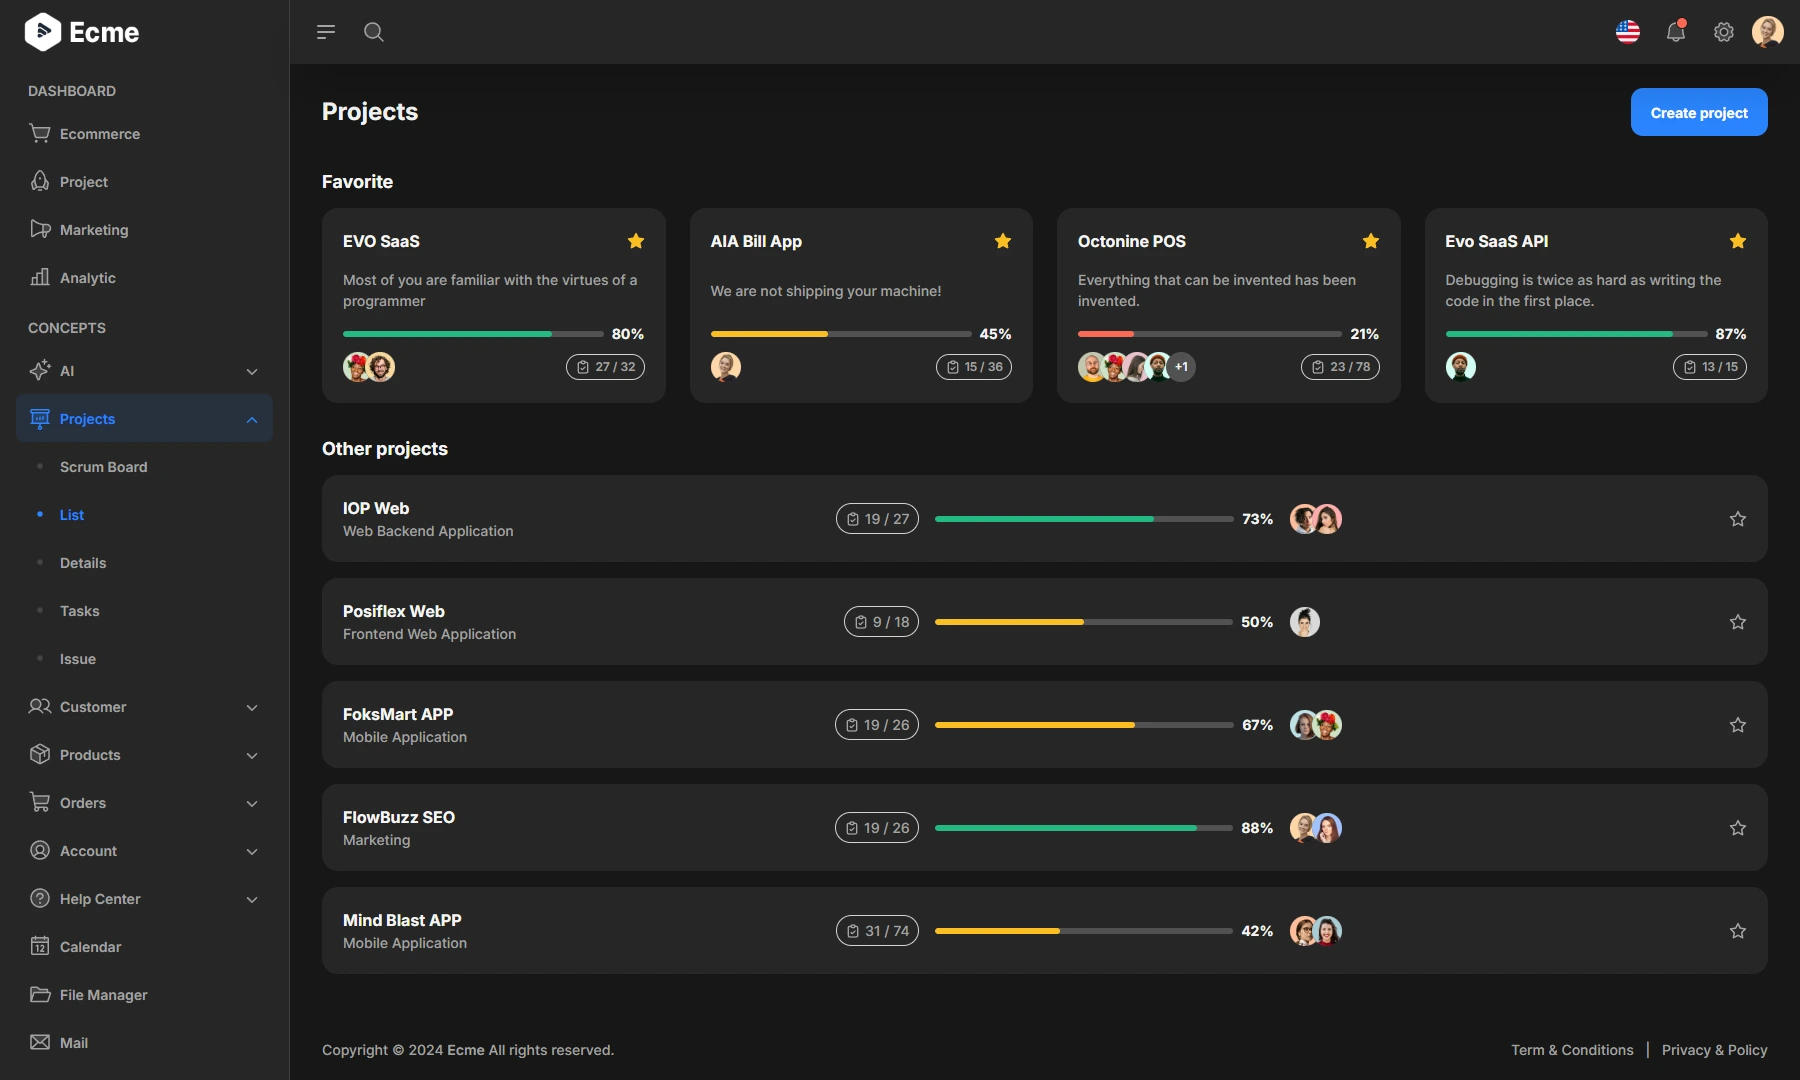 Ecme
DASHBOARD
Ecommerce
Project
Marketing
Analytic
CONCEPTS
AI
Projects
Scrum Board
List
Details
Tasks
Issue
Customer
Products
Orders
Account
Help Center
12
Calendar
File Manager
Mail
Projects
Create project
Favorite
EVO SaaS
Most of you are familiar with the virtues of a
programmer
80%
27 / 32
AIA Bill App
We are not shipping your machine!
45%
15 / 36
Octonine POS
Everything that can be invented has been
invented.
21%
+1
23 / 78
Evo SaaS API
Debugging is twice as hard as writing the
code in the first place.
87%
13 / 15
Other projects
IOP Web
Web Backend Application
19 / 27
73%
Posiflex Web
Frontend Web Application
9 / 18
50%
FoksMart APP
Mobile Application
19 / 26
67%
FlowBuzz SEO
Marketing
19 / 26
88%
Mind Blast APP
Mobile Application
31 / 74
42%
Copyright © 2024 Ecme All rights reserved.
Term & Conditions | Privacy & Policy